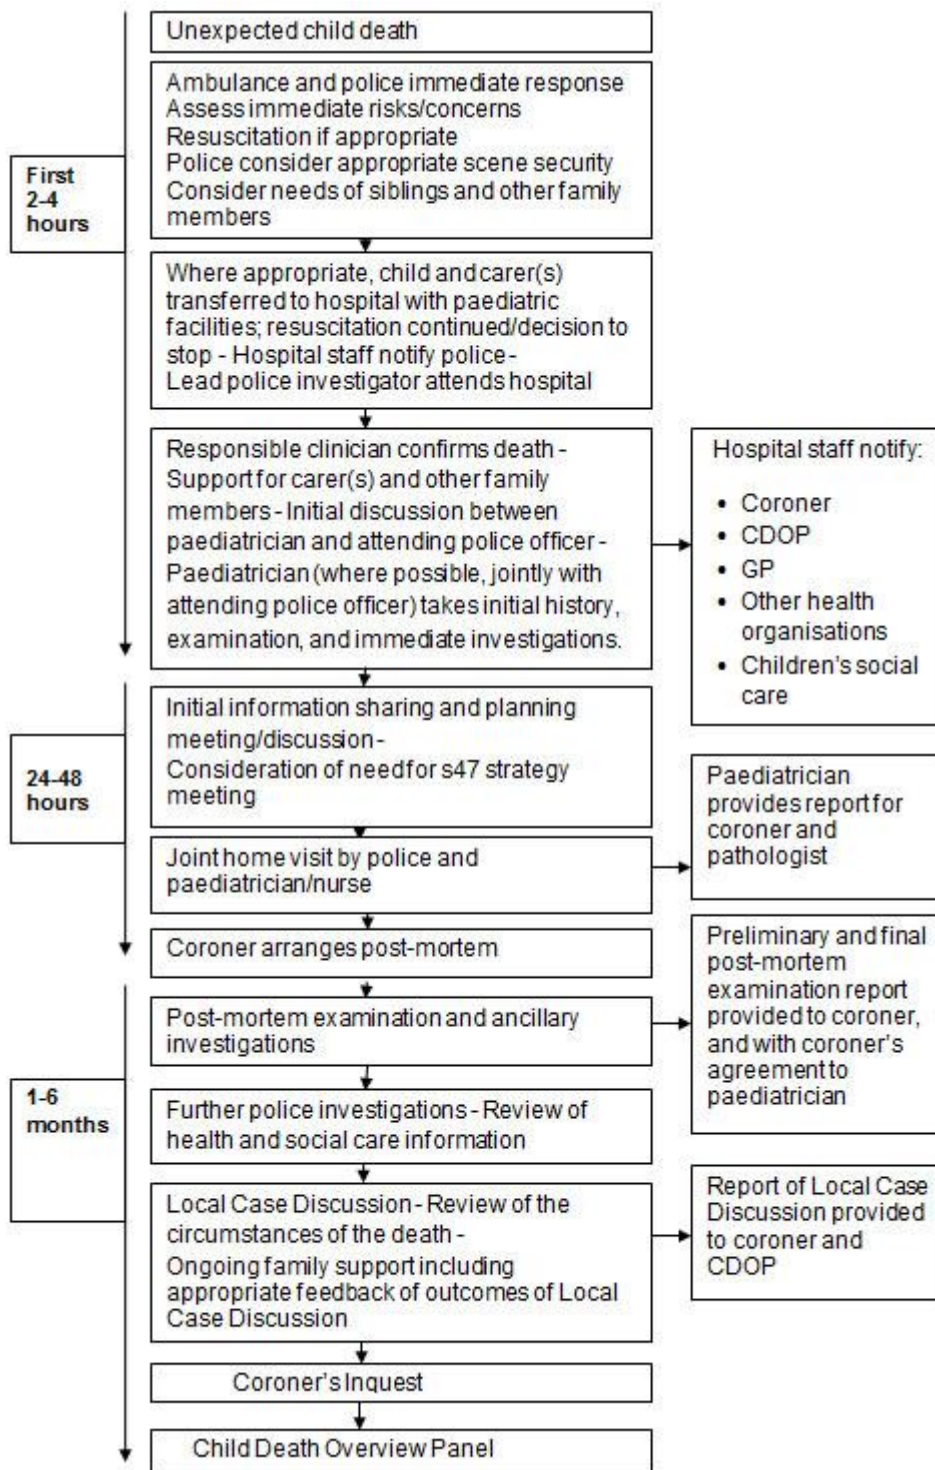 Unexpected child death
Ambulance and police immediate response
Assess immediate risks/concerns
Resuscitation if appropriate
Police consider appropriate scene security
Consider needs of siblings and other family
members
First
2-4
hours
Where appropriate, child and carer(s)
transferred to hospital with paediatric
facilities; resuscitation continued/decision to
stop - Hospital staff notify police -
Lead police investigator attends hospital
Responsible clinician confirms death -
Support for carer(s) and other family
members - Initial discussion between
paediatrician and attending police officer -
Paediatrician (where possible, jointly with
attending police officer) takes initial history,
examination, and immediate investigations.
Hospital staff notify:
• Coroner
• CDOP
• GP
• Other health
organisations
• Children's social
care
24-48
hours
Initial information sharing and planning
meeting/discussion -
Consideration of need for s47 strategy
meeting
Joint home visit by police and
paediatrician/nurse
Paediatrician
provides report for
coroner and
pathologist
Coroner arranges post-mortem
1-6
months
Post-mortem examination and ancillary
investigations
Preliminary and final
post-mortem
examination report
provided to coroner,
and with coroner's
agreement to
paediatrician
Further police investigations - Review of
health and social care information
Local Case Discussion - Review of the
circumstances of the death -
Ongoing family support including
appropriate feedback of outcomes of Local
Case Discussion
Report of Local Case
Discussion provided
to coroner and
CDOP
Coroner's Inquest
Child Death Overview Panel